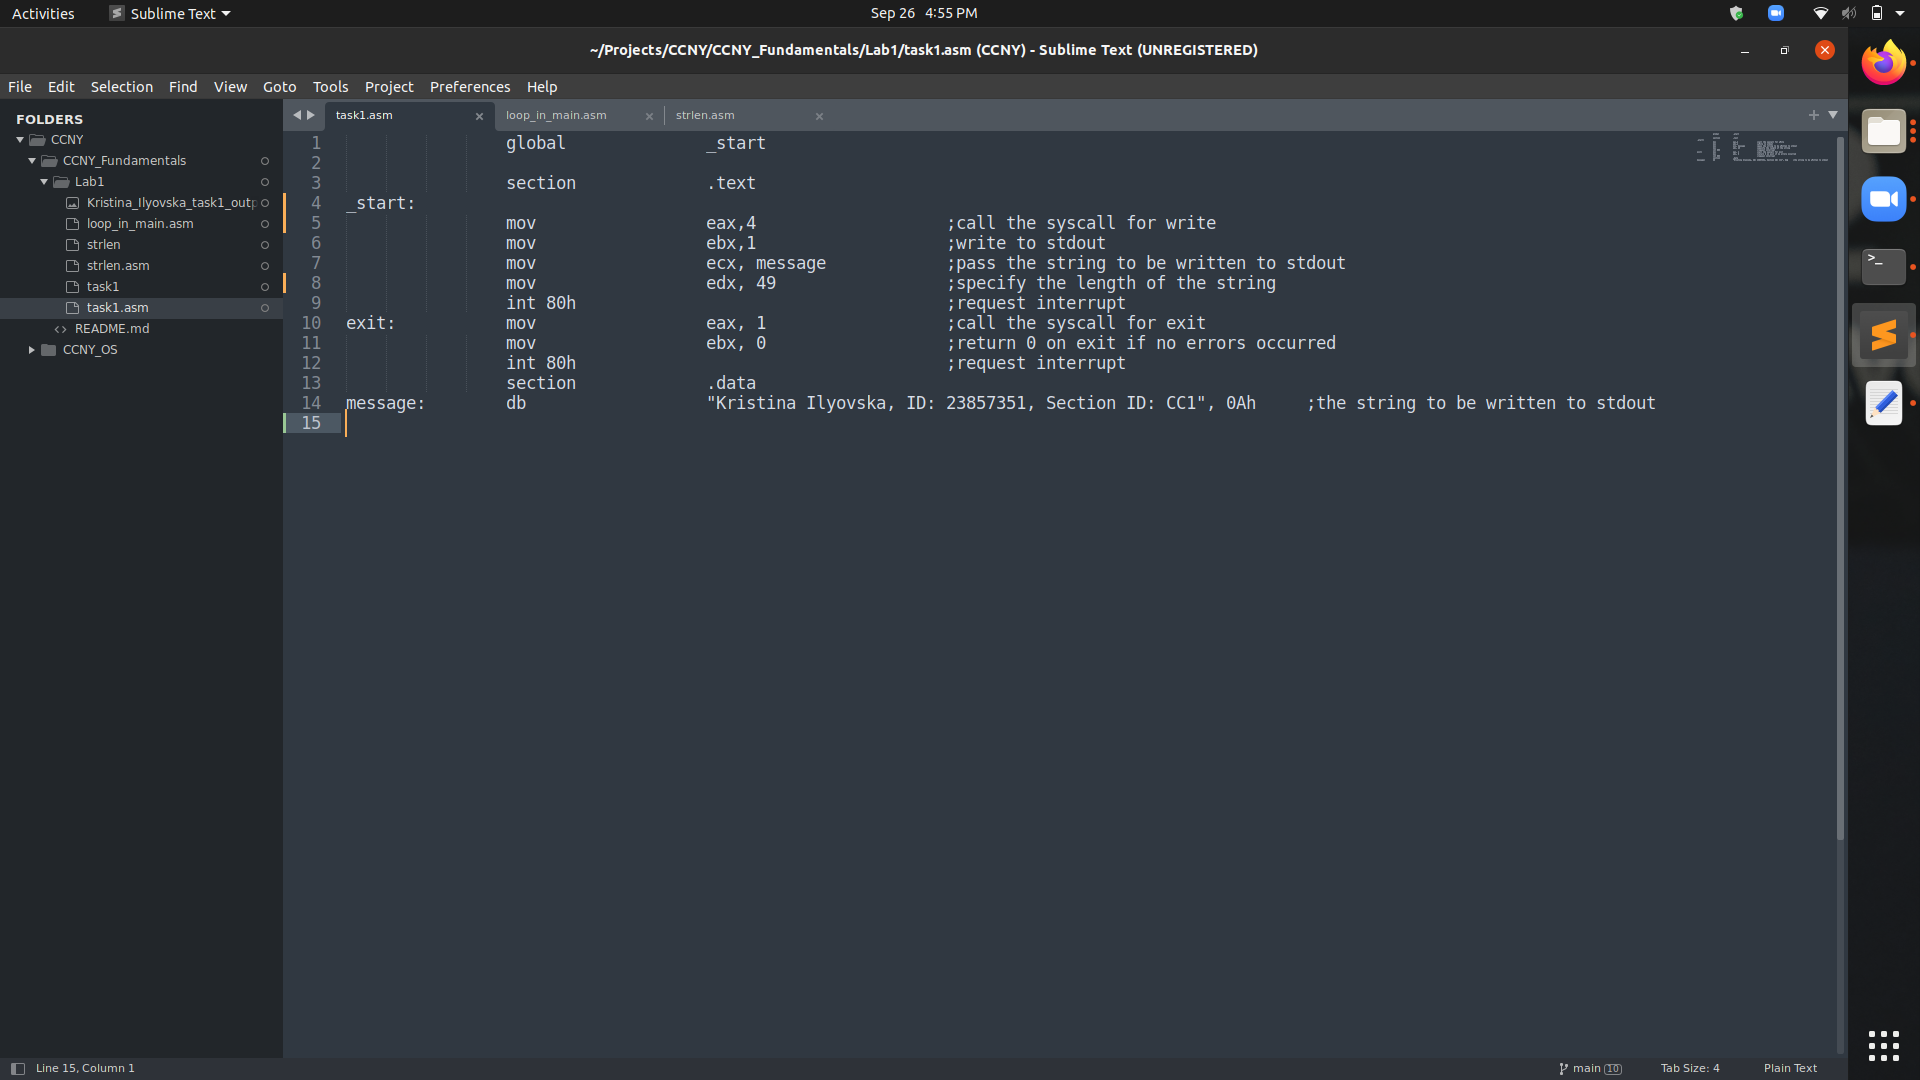 Activities Sublime Text Sep 26 4:55 PM
~/Projects/CCNY/CCNY_Fundamentals/Lab1/task1.asm (CCNY) - Sublime Text (UNREGISTERED)
File Edit Selection Find View Goto Tools Project Preferences Help
FOLDERS
CCNY
CCNY_Fundamentals
Lab1
Kristina_Ilyovska_task1_outp
loop_in_main.asm
strlen
strlen.asm
task1
task1.asm
README.md
CCNY_OS
task1.asm loop_in_main.asm strlen.asm
1 global _start
2
3 section .text
4 _start:
5 mov eax,4 ;call the syscall for write
6 mov ebx,1 ;write to stdout
7 mov ecx, message ;pass the string to be written to stdout
8 mov edx, 49 ;specify the length of the string
9 int 80h ;request interrupt
10 exit: mov eax, 1 ;call the syscall for exit
11 mov ebx, 0 ;return 0 on exit if no errors occurred
12 int 80h ;request interrupt
13 section .data
14 message: db "Kristina Ilyovska, ID: 23857351, Section ID: CC1", 0Ah ;the string to be written to stdout
15
Line 15, Column 1 main 10 Tab Size: 4 Plain Text